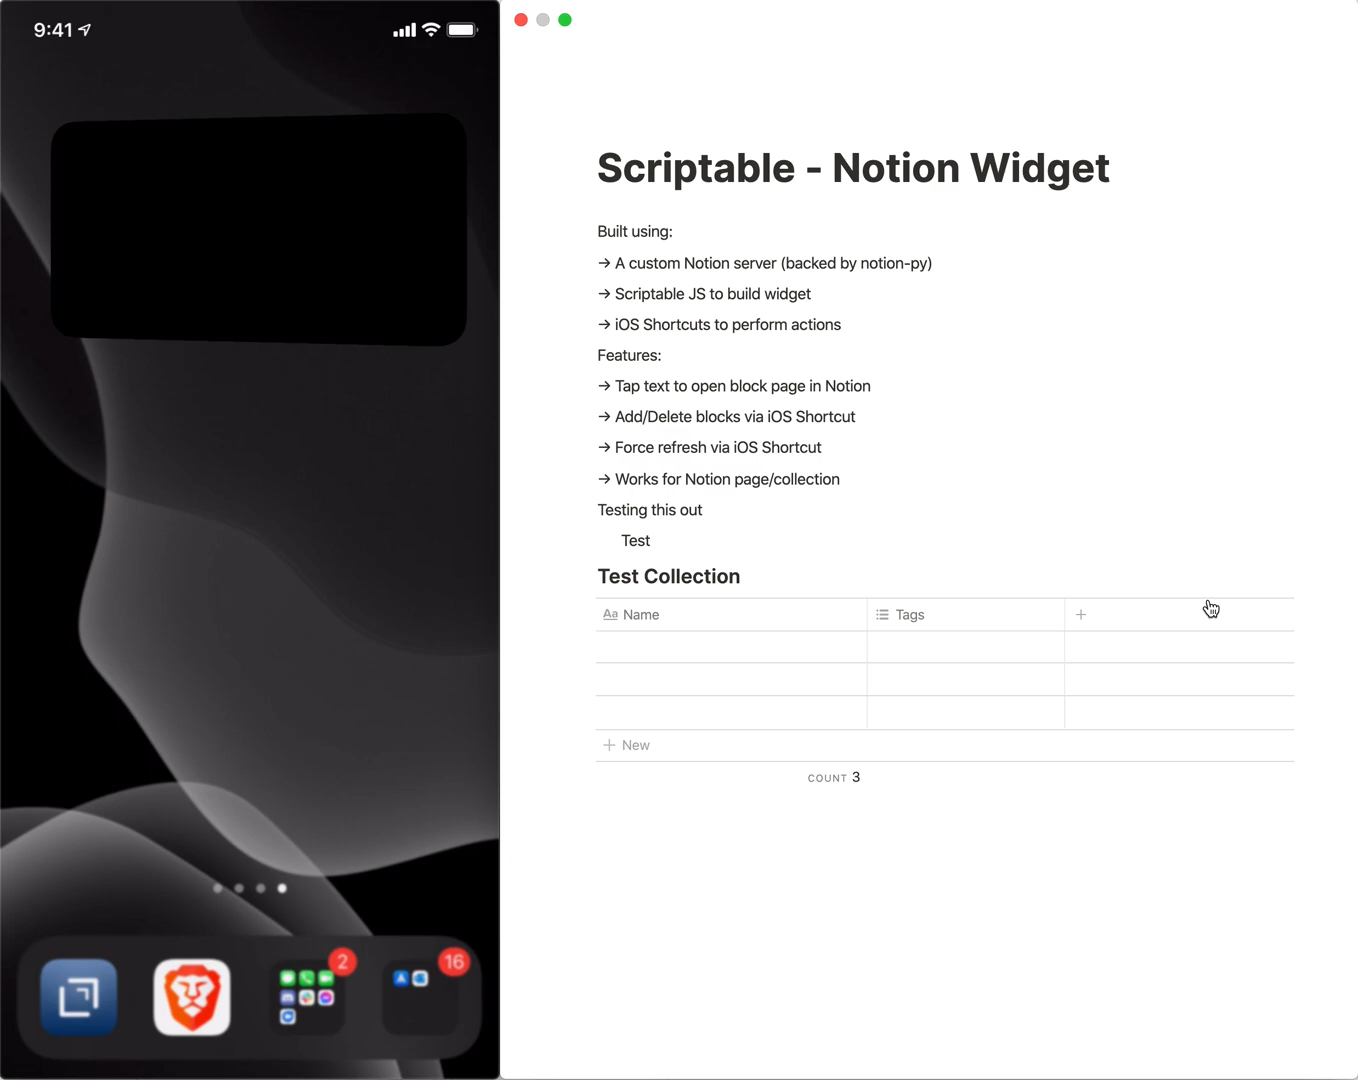 9:41
Scriptable - Notion Widget
Built using:
→ A custom Notion server (backed by notion-py)
→ Scriptable JS to build widget
→ iOS Shortcuts to perform actions
Features:
→ Tap text to open block page in Notion
→ Add/Delete blocks via iOS Shortcut
→ Force refresh via iOS Shortcut
→ Works for Notion page/collection
Testing this out
Test
Test Collection
Aa Name Tags +
+ New
COUNT 3
2 16